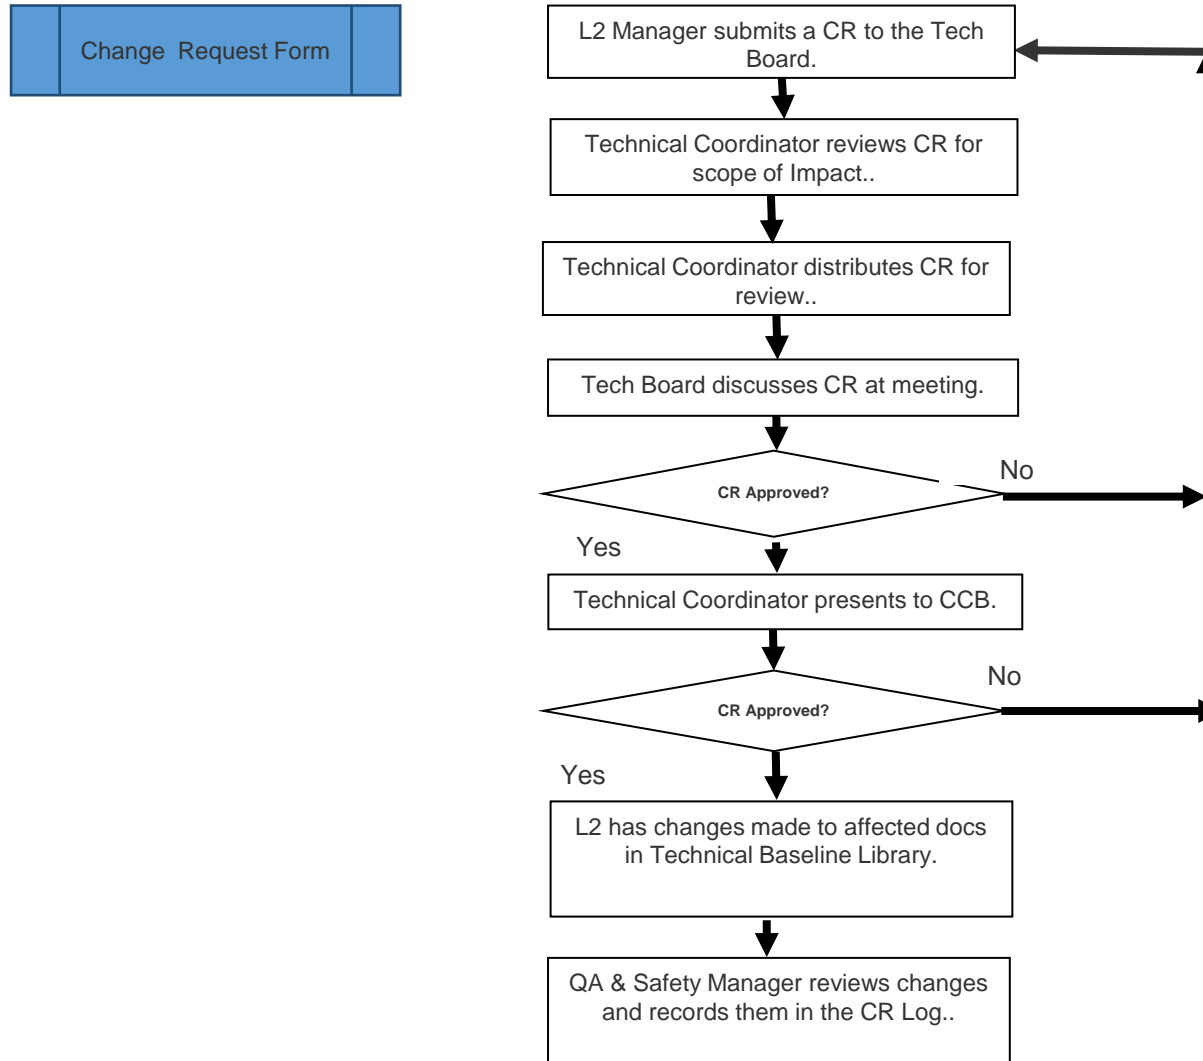 Change Request Form
L2 Manager submits a CR to the Tech
Board.
Technical Coordinator reviews CR for
scope of Impact..
Technical Coordinator distributes CR for
review..
Tech Board discusses CR at meeting.
CR Approved?
No
Yes
Technical Coordinator presents to CCB.
CR Approved?
No
Yes
L2 has changes made to affected docs
in Technical Baseline Library.
QA & Safety Manager reviews changes
and records them in the CR Log..